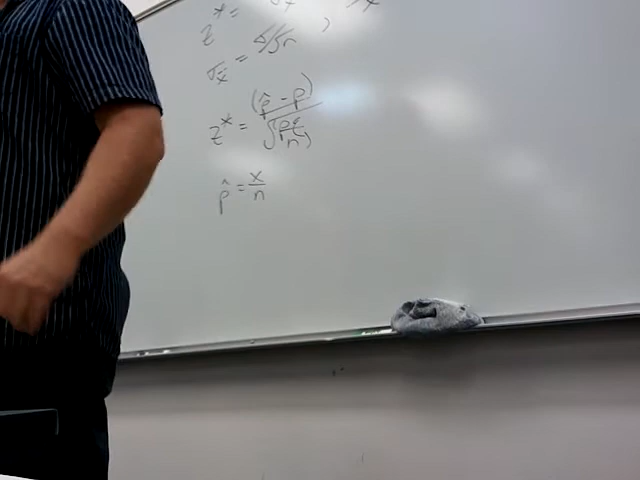 z* =
σx̄ = σ/√n
z* = (p̂ - p) / √(pq/n)
p̂ = x/n